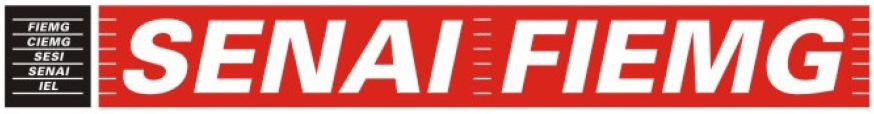 FIEMG
CIEMG
SESI
SENAI
IEL
SENAI FIEMG